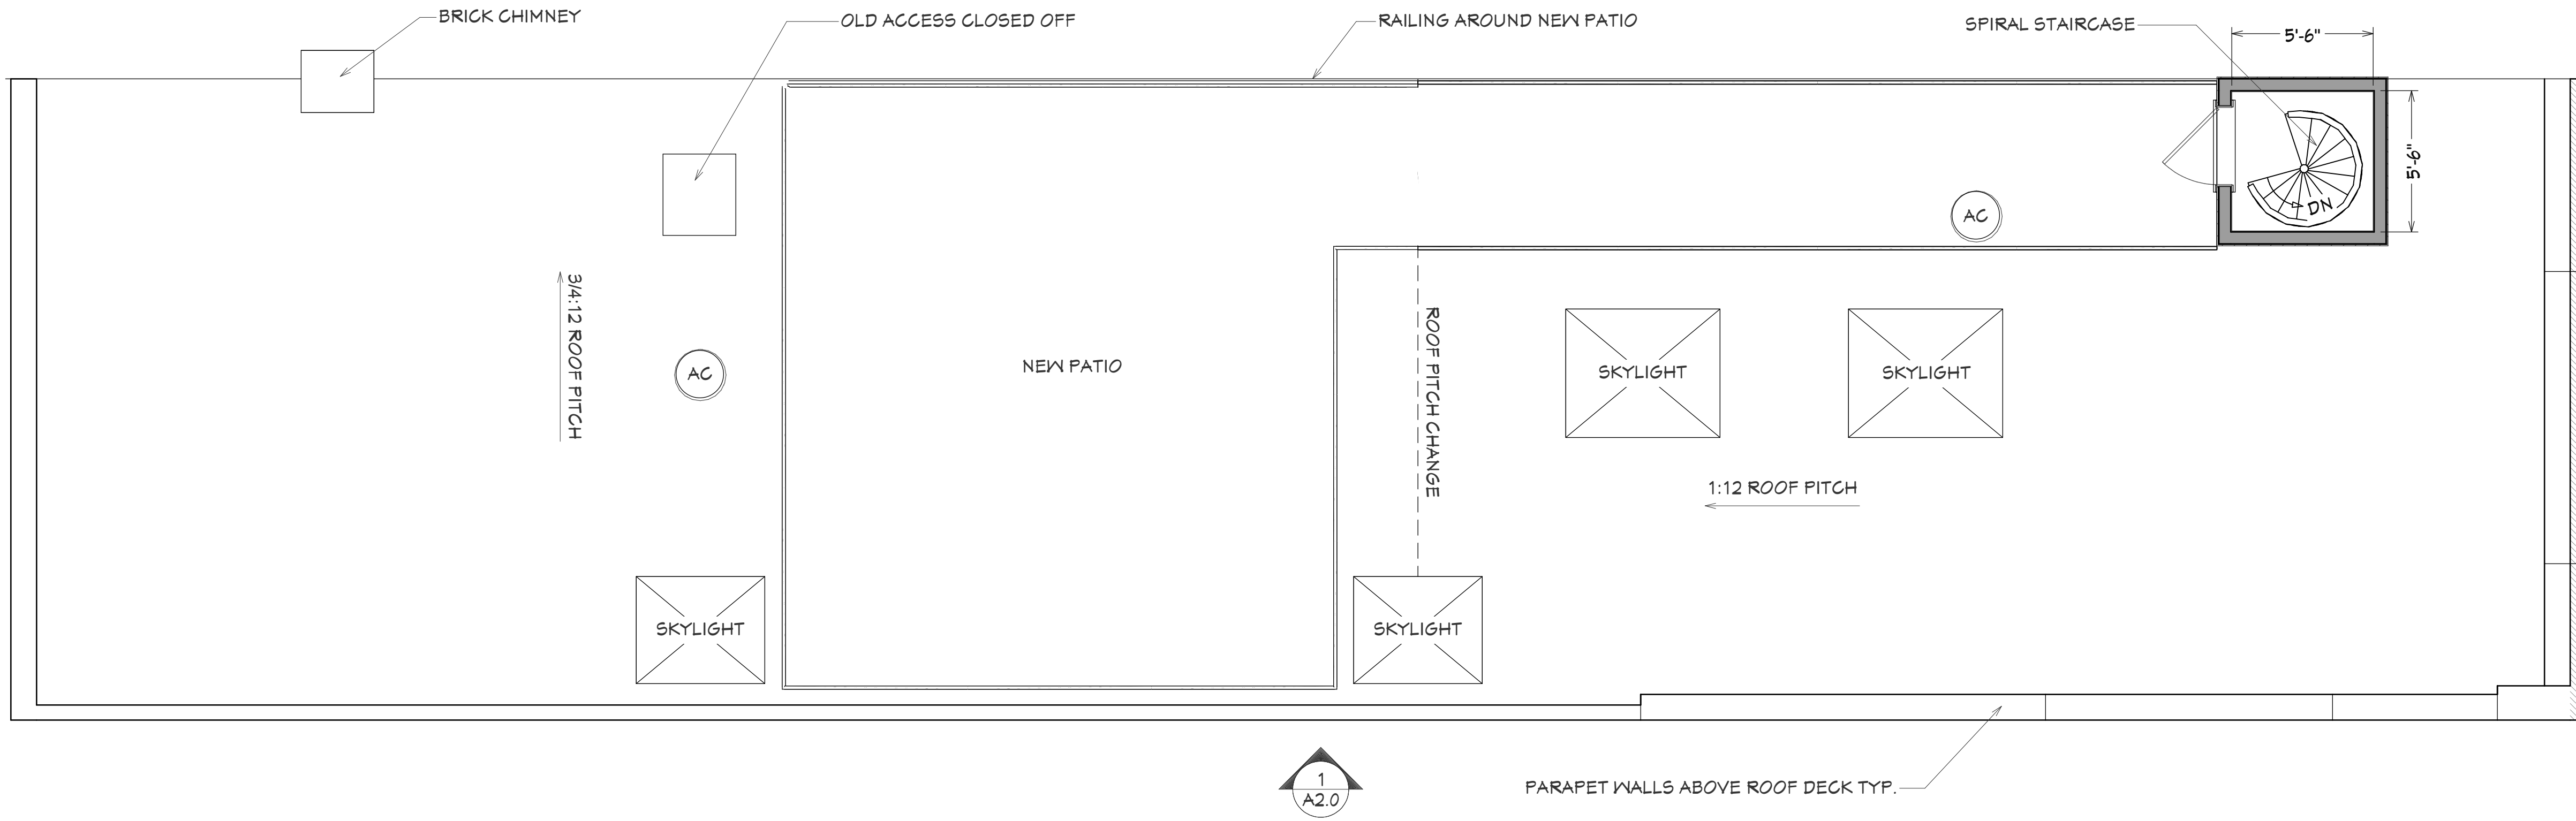 BRICK CHIMNEY
OLD ACCESS CLOSED OFF
RAILING AROUND NEW PATIO
SPIRAL STAIRCASE
5'-6"
5'-6"
DN
AC
3/4:12 ROOF PITCH
AC
NEW PATIO
ROOF PITCH CHANGE
SKYLIGHT
SKYLIGHT
1:12 ROOF PITCH
SKYLIGHT
SKYLIGHT
1
A2.0
PARAPET WALLS ABOVE ROOF DECK TYP.